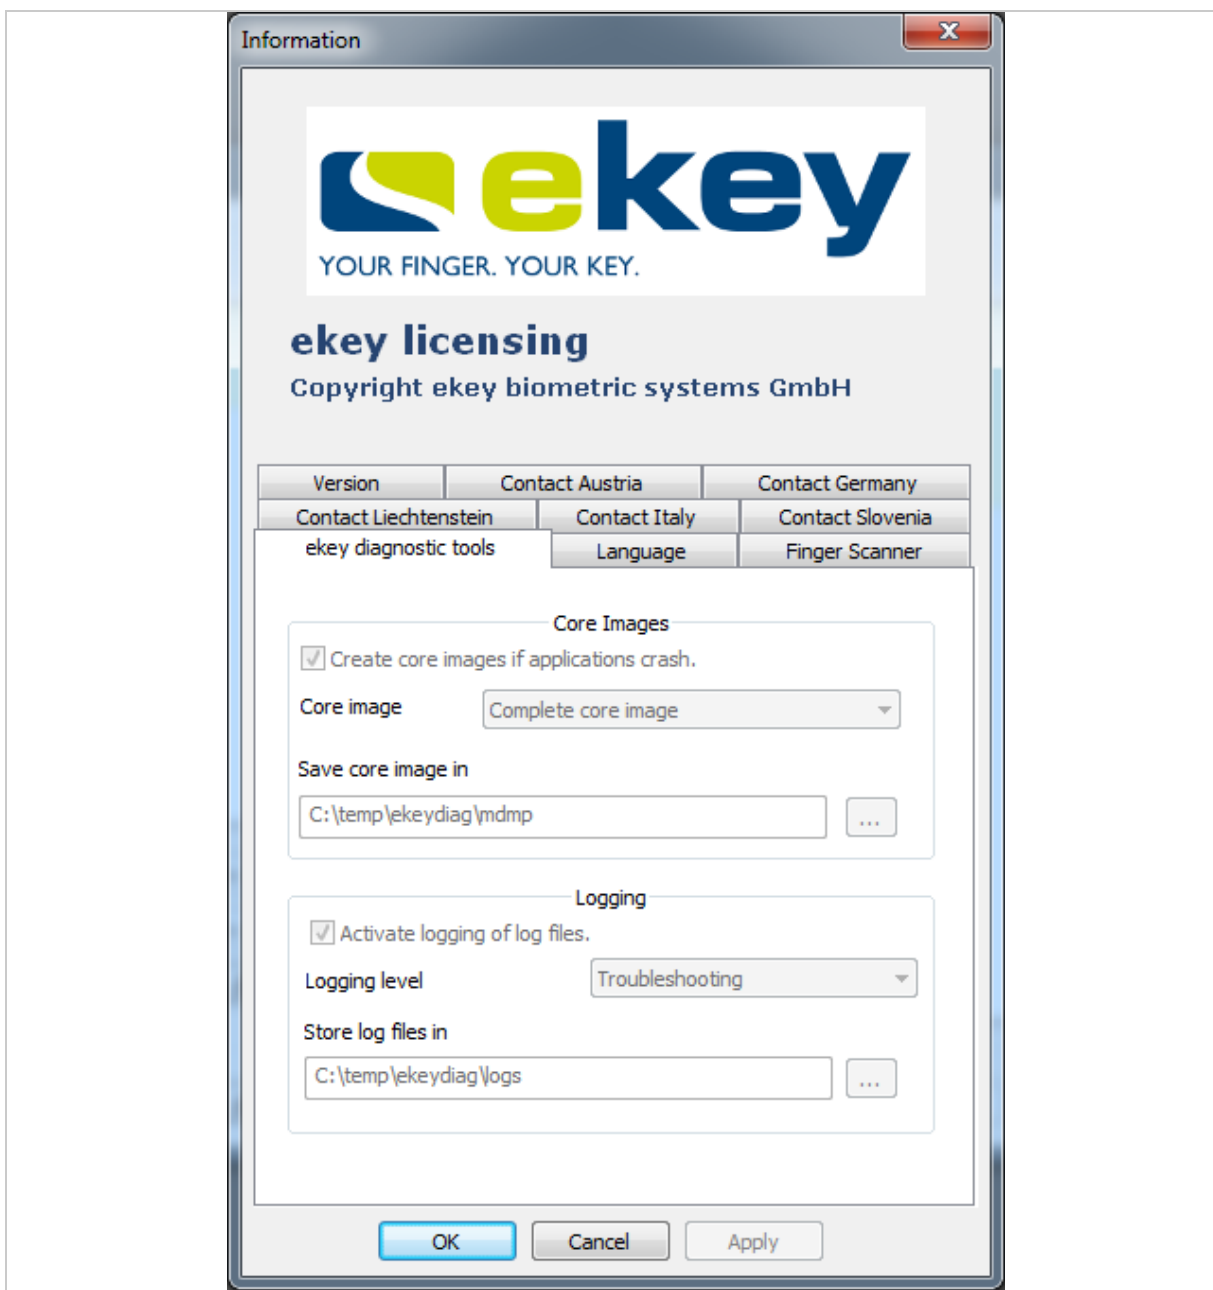 Information
ekey
YOUR FINGER. YOUR KEY.
ekey licensing
Copyright ekey biometric systems GmbH
Version Contact Austria Contact Germany
Contact Liechtenstein Contact Italy Contact Slovenia
ekey diagnostic tools Language Finger Scanner
Core Images
Create core images if applications crash.
Core image Complete core image
Save core image in
C:\temp\ekeydiag\mdmp ...
Logging
Activate logging of log files.
Logging level Troubleshooting
Store log files in
C:\temp\ekeydiag\logs ...
OK Cancel Apply